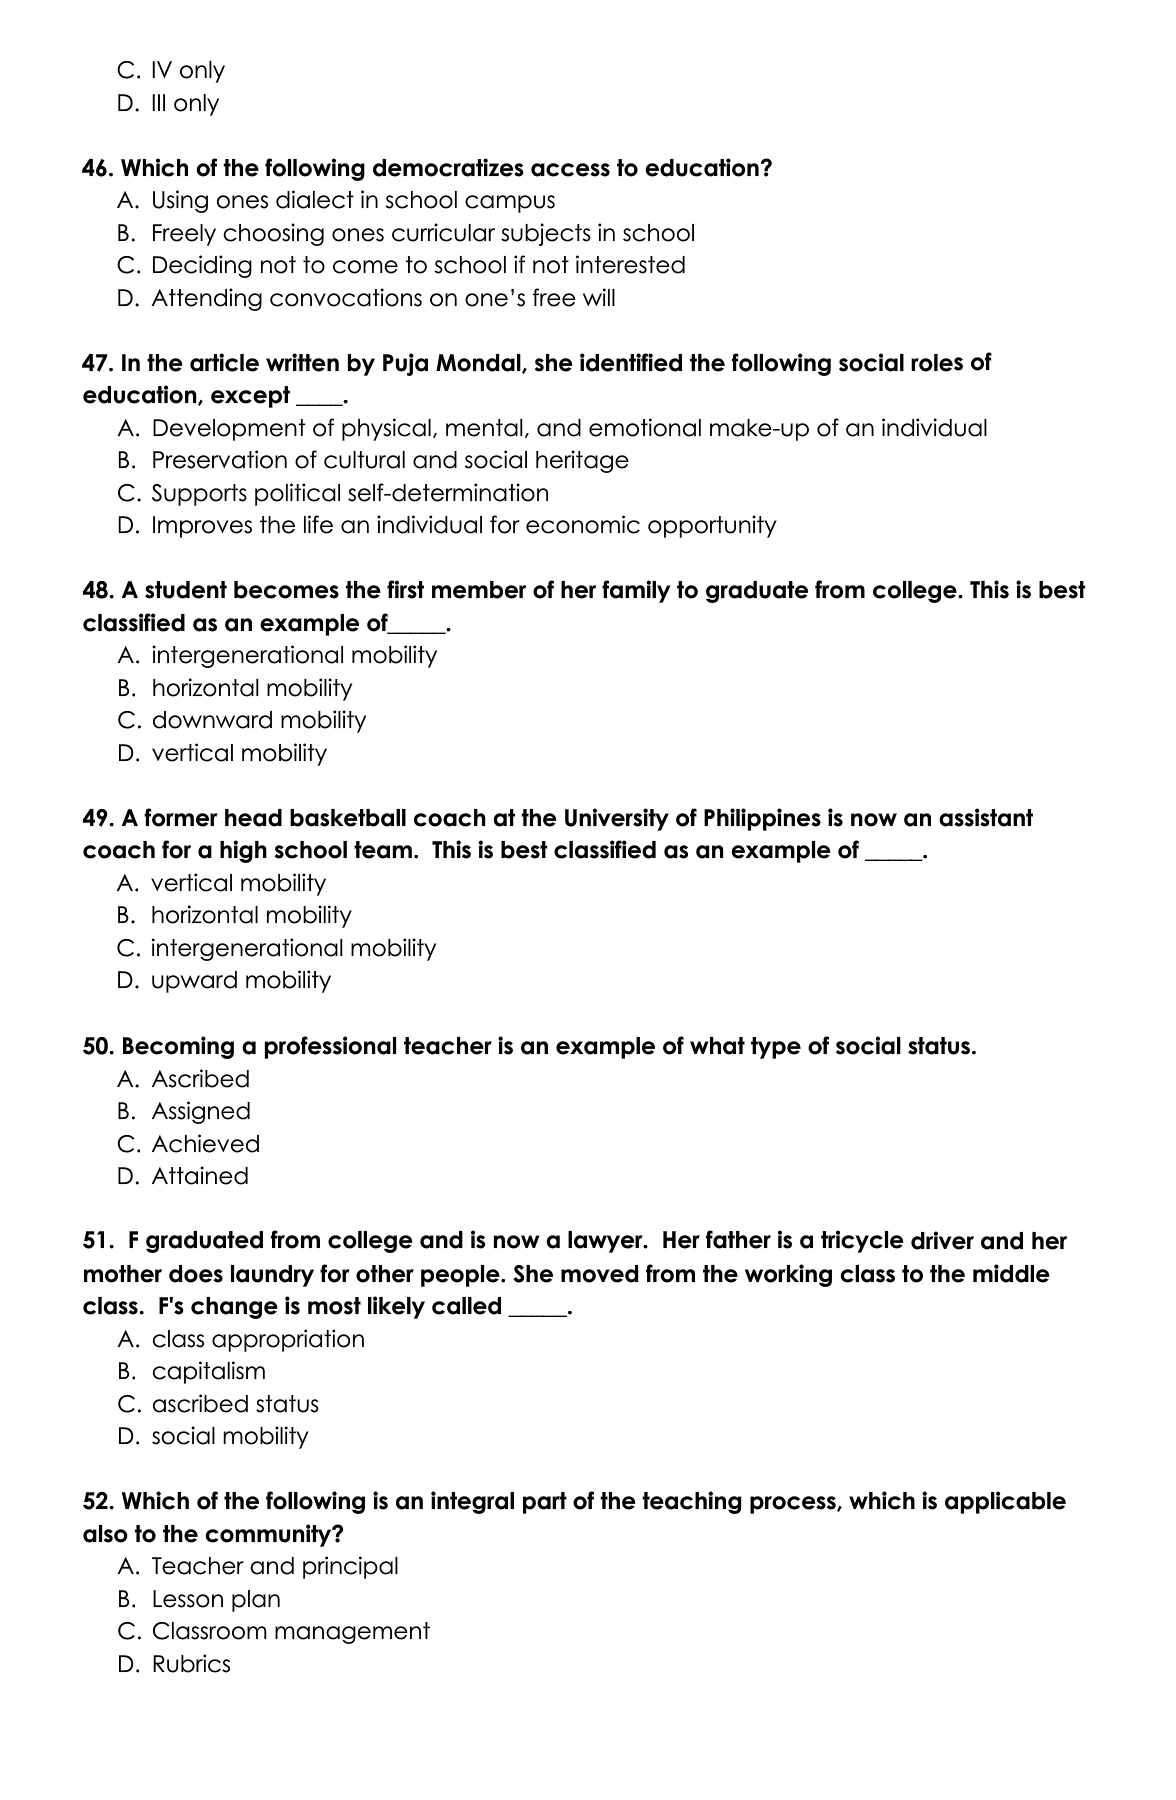 C. IV only
D. III only
46. Which of the following democratizes access to education?
A. Using ones dialect in school campus
B. Freely choosing ones curricular subjects in school
C. Deciding not to come to school if not interested
D. Attending convocations on one's free will
47. In the article written by Puja Mondal, she identified the following social roles of
education, except ____.
A. Development of physical, mental, and emotional make-up of an individual
B. Preservation of cultural and social heritage
C. Supports political self-determination
D. Improves the life an individual for economic opportunity
48. A student becomes the first member of her family to graduate from college. This is best
classified as an example of_____.
A. intergenerational mobility
B. horizontal mobility
C. downward mobility
D. vertical mobility
49. A former head basketball coach at the University of Philippines is now an assistant
coach for a high school team.  This is best classified as an example of _____.
A. vertical mobility
B. horizontal mobility
C. intergenerational mobility
D. upward mobility
50. Becoming a professional teacher is an example of what type of social status.
A. Ascribed
B. Assigned
C. Achieved
D. Attained
51.  F graduated from college and is now a lawyer.  Her father is a tricycle driver and her
mother does laundry for other people. She moved from the working class to the middle
class.  F's change is most likely called _____.
A. class appropriation
B. capitalism
C. ascribed status
D. social mobility
52. Which of the following is an integral part of the teaching process, which is applicable
also to the community?
A. Teacher and principal
B. Lesson plan
C. Classroom management
D. Rubrics